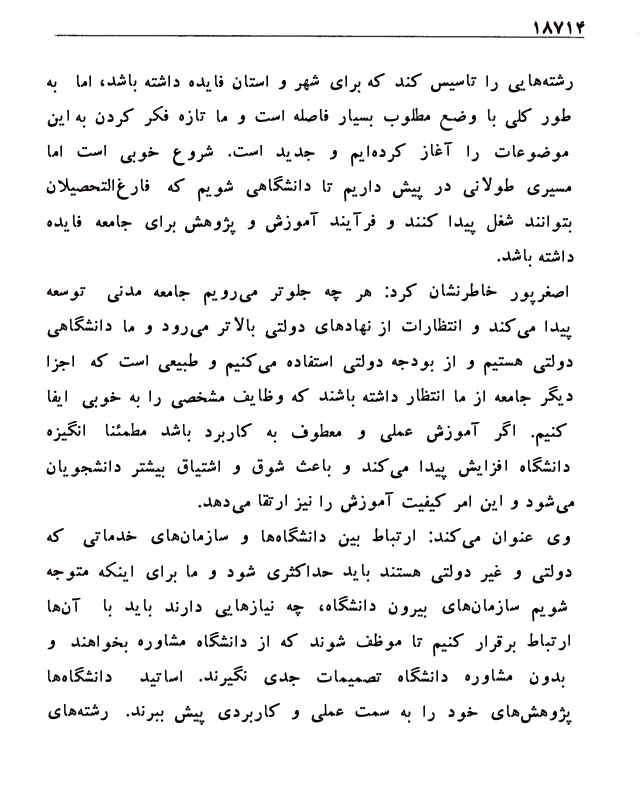 ۱۸۷۱۴
رشته‌هایی را تاسیس کند که برای شهر و استان فایده داشته باشد، اما به
طور کلی با وضع مطلوب بسیار فاصله است و ما تازه فکر کردن به این
موضوعات را آغاز کرده‌ایم و جدید است. شروع خوبی است اما
مسیری طولانی در پیش داریم تا دانشگاهی شویم که فارغ‌التحصیلان
بتوانند شغل پیدا کنند و فرآیند آموزش و پژوهش برای جامعه فایده
داشته باشد.
اصغرپور خاطرنشان کرد: هر چه جلوتر می‌رویم جامعه مدنی توسعه
پیدا می‌کند و انتظارات از نهادهای دولتی بالاتر می‌رود و ما دانشگاهی
دولتی هستیم و از بودجه دولتی استفاده می‌کنیم و طبیعی است که اجزا
دیگر جامعه از ما انتظار داشته باشند که وظایف مشخصی را به خوبی ایفا
کنیم. اگر آموزش عملی و معطوف به کاربرد باشد مطمئنا انگیزه
دانشگاه افزایش پیدا می‌کند و باعث شوق و اشتیاق بیشتر دانشجویان
می‌شود و این امر کیفیت آموزش را نیز ارتقا می‌دهد.
وی عنوان می‌کند: ارتباط بین دانشگاه‌ها و سازمان‌های خدماتی که
دولتی و غیر دولتی هستند باید حداکثری شود و ما برای اینکه متوجه
شویم سازمان‌های بیرون دانشگاه، چه نیازهایی دارند باید با آن‌ها
ارتباط برقرار کنیم تا موظف شوند که از دانشگاه مشاوره بخواهند و
بدون مشاوره دانشگاه تصمیمات جدی نگیرند. اساتید دانشگاه‌ها
پژوهش‌های خود را به سمت عملی و کاربردی پیش ببرند. رشته‌های